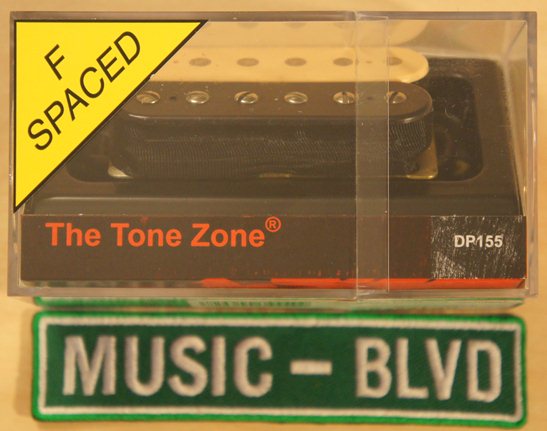 F
SPACED
The Tone Zone®
DP155
MUSIC - BLVD